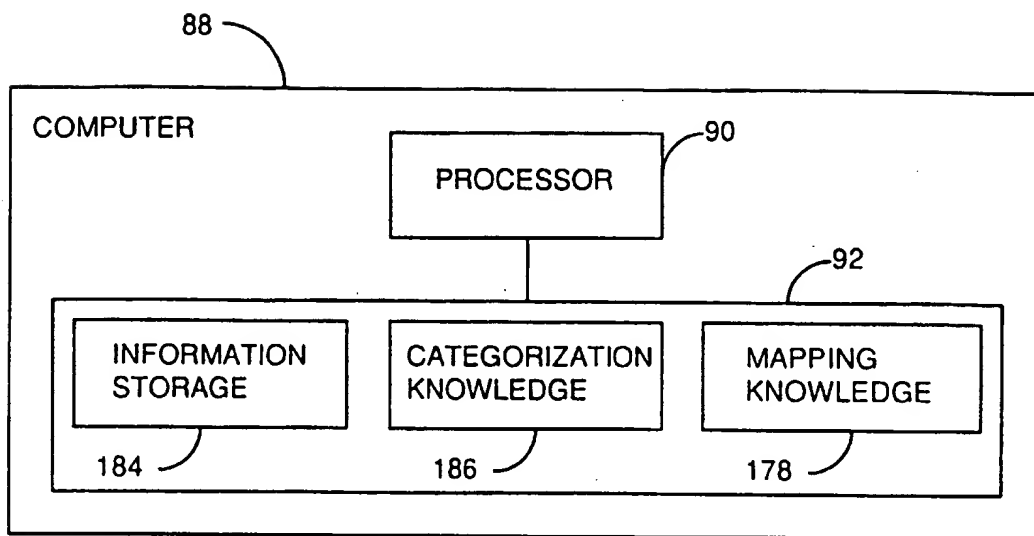 88
COMPUTER
90
PROCESSOR
92
INFORMATION
STORAGE
CATEGORIZATION
KNOWLEDGE
MAPPING
KNOWLEDGE
184
186
178